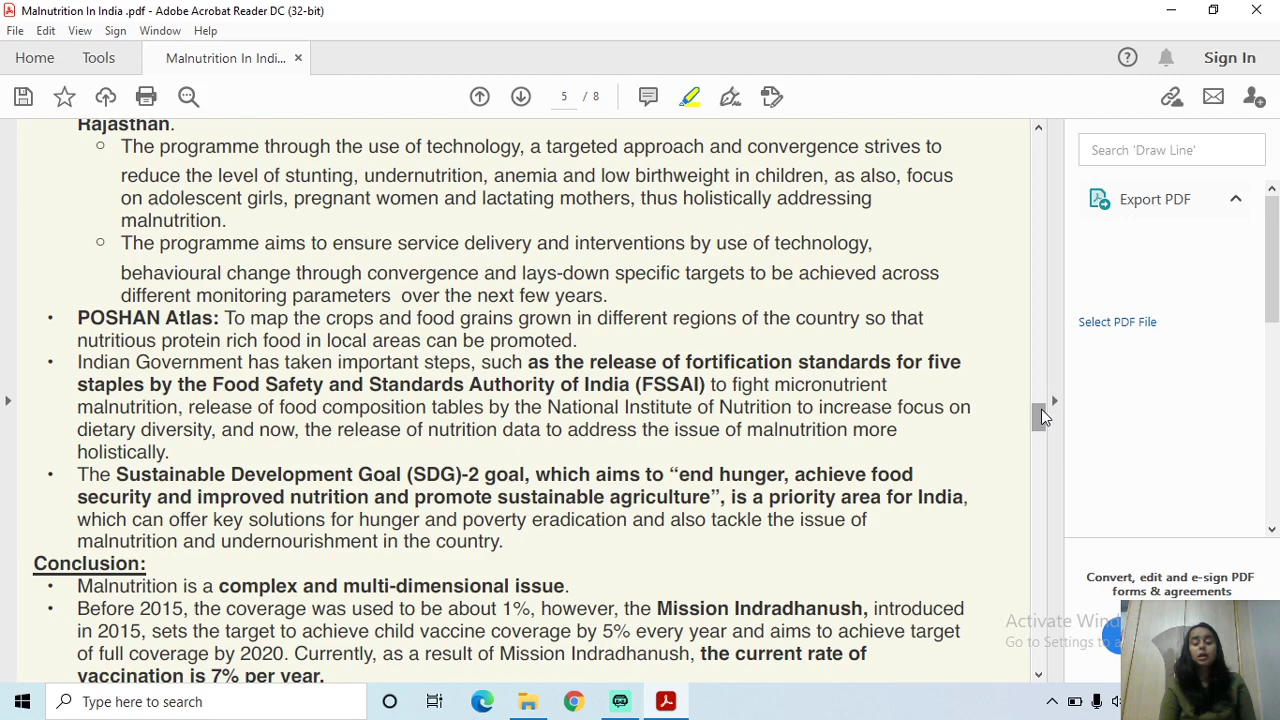 Malnutrition In India .pdf - Adobe Acrobat Reader DC (32-bit)
File Edit View Sign Window Help
Home Tools Malnutrition In Indi... × Sign In
5 / 8
Rajasthan.
○ The programme through the use of technology, a targeted approach and convergence strives to
reduce the level of stunting, undernutrition, anemia and low birthweight in children, as also, focus
on adolescent girls, pregnant women and lactating mothers, thus holistically addressing
malnutrition.
○ The programme aims to ensure service delivery and interventions by use of technology,
behavioural change through convergence and lays-down specific targets to be achieved across
different monitoring parameters over the next few years.
• POSHAN Atlas: To map the crops and food grains grown in different regions of the country so that
nutritious protein rich food in local areas can be promoted.
• Indian Government has taken important steps, such as the release of fortification standards for five
staples by the Food Safety and Standards Authority of India (FSSAI) to fight micronutrient
malnutrition, release of food composition tables by the National Institute of Nutrition to increase focus on
dietary diversity, and now, the release of nutrition data to address the issue of malnutrition more
holistically.
• The Sustainable Development Goal (SDG)-2 goal, which aims to “end hunger, achieve food
security and improved nutrition and promote sustainable agriculture”, is a priority area for India,
which can offer key solutions for hunger and poverty eradication and also tackle the issue of
malnutrition and undernourishment in the country.
Conclusion:
• Malnutrition is a complex and multi-dimensional issue.
• Before 2015, the coverage was used to be about 1%, however, the Mission Indradhanush, introduced
in 2015, sets the target to achieve child vaccine coverage by 5% every year and aims to achieve target
of full coverage by 2020. Currently, as a result of Mission Indradhanush, the current rate of
vaccination is 7% per year.
Search 'Draw Line'
Export PDF
Select PDF File
Convert, edit and e-sign PDF
forms & agreements
Activate Wind
Go to Settings to a
Type here to search